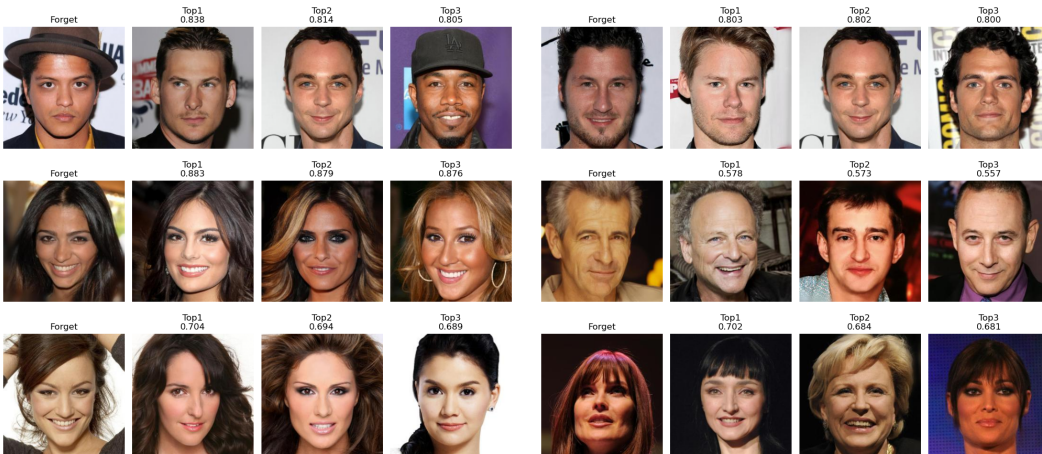 Forget
Top1
0.838
Top2
0.814
Top3
0.805
Forget
Top1
0.803
Top2
0.802
Top3
0.800
Forget
Top1
0.883
Top2
0.879
Top3
0.876
Forget
Top1
0.578
Top2
0.573
Top3
0.557
Forget
Top1
0.704
Top2
0.694
Top3
0.689
Forget
Top1
0.702
Top2
0.684
Top3
0.681